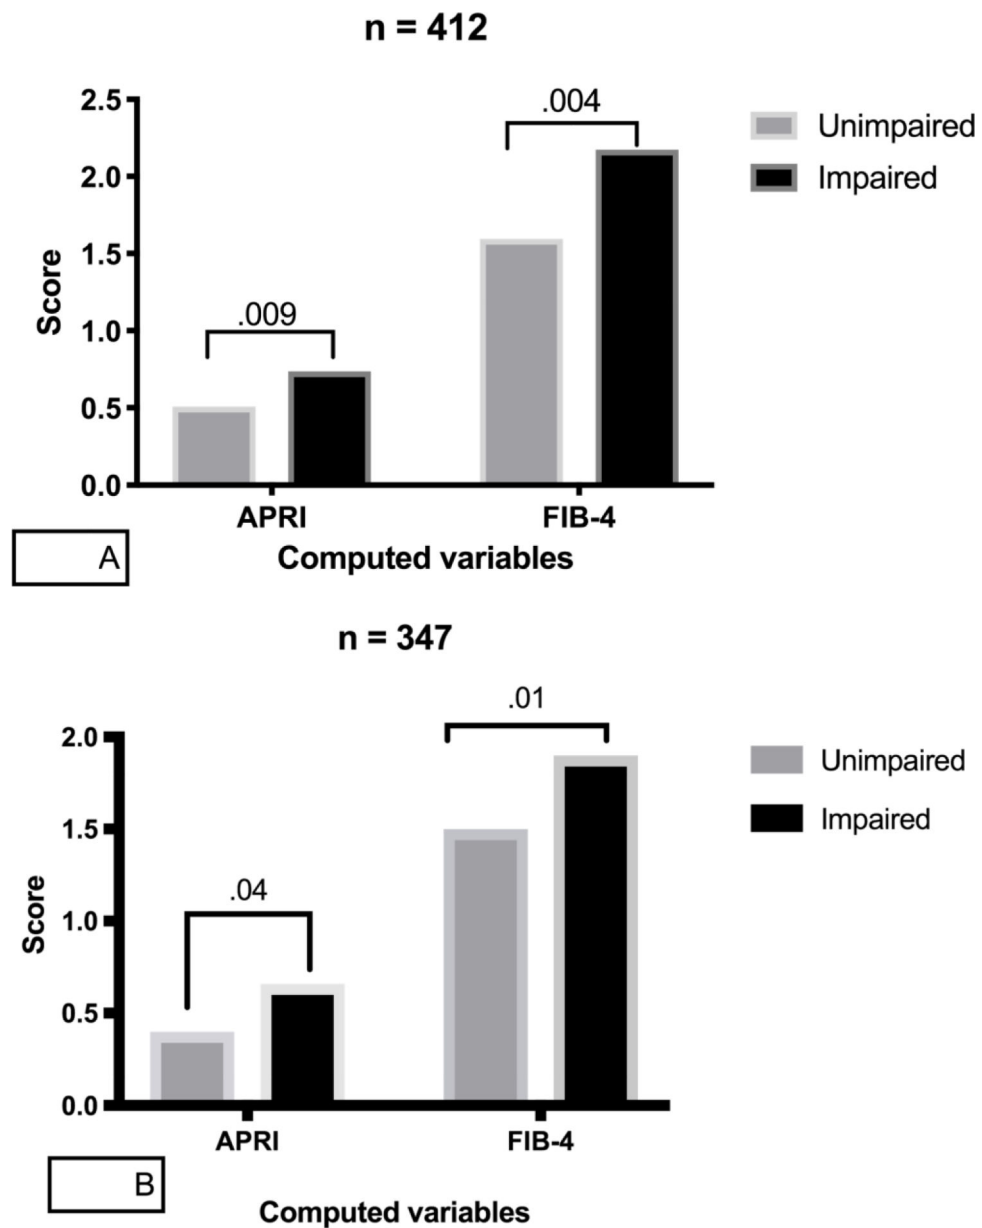 n = 412
2.5
2.0
1.5
1.0
0.5
0.0
Score
.009
.004
Unimpaired
Impaired
APRI
FIB-4
A
Computed variables
n = 347
2.0
1.5
1.0
0.5
0.0
Score
.04
.01
Unimpaired
Impaired
APRI
FIB-4
B
Computed variables